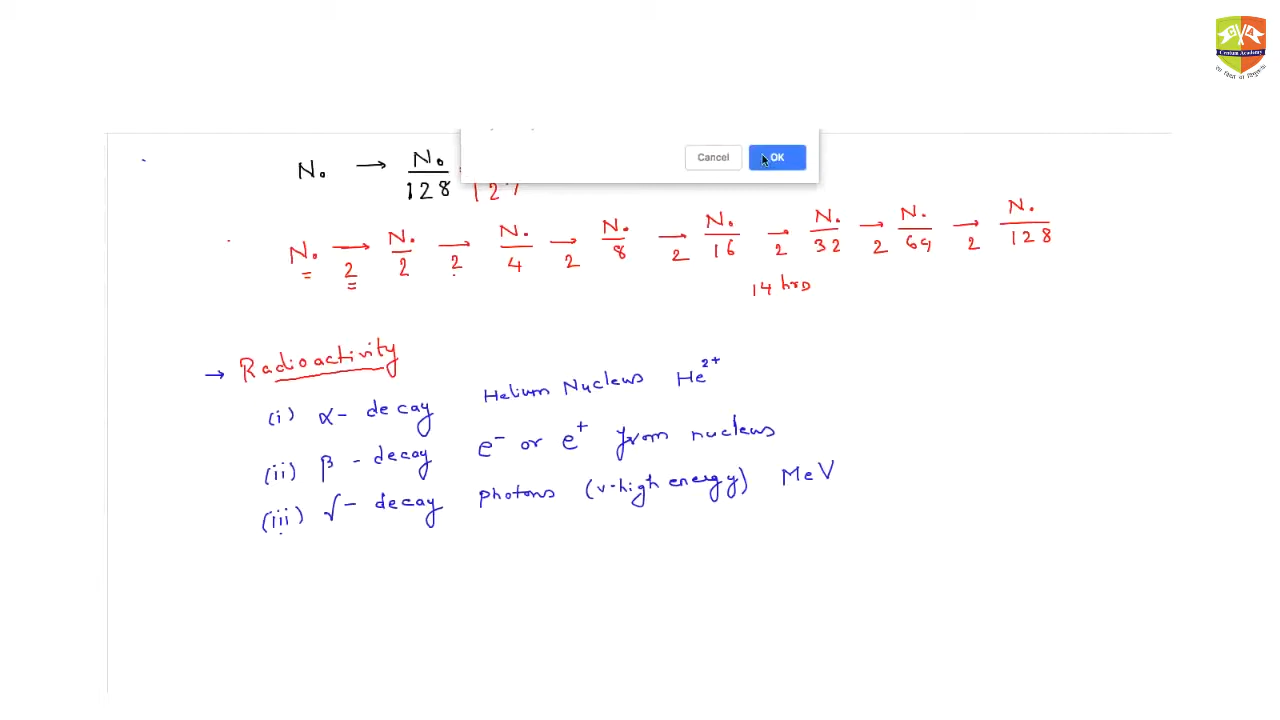 Centum Academy
Cancel OK
N₀ → N₀/128
N₀ → 2 N₀/2 → 2 N₀/4 → 2 N₀/8 → 2 N₀/16 → 2 N₀/32 → 2 N₀/64 → 2 N₀/128
14 hrs
→ Radioactivity
(i) α- decay Helium Nucleus He²⁺
(ii) β - decay e⁻ or e⁺ from nucleus
(iii) √- decay photons (v-high energy) MeV